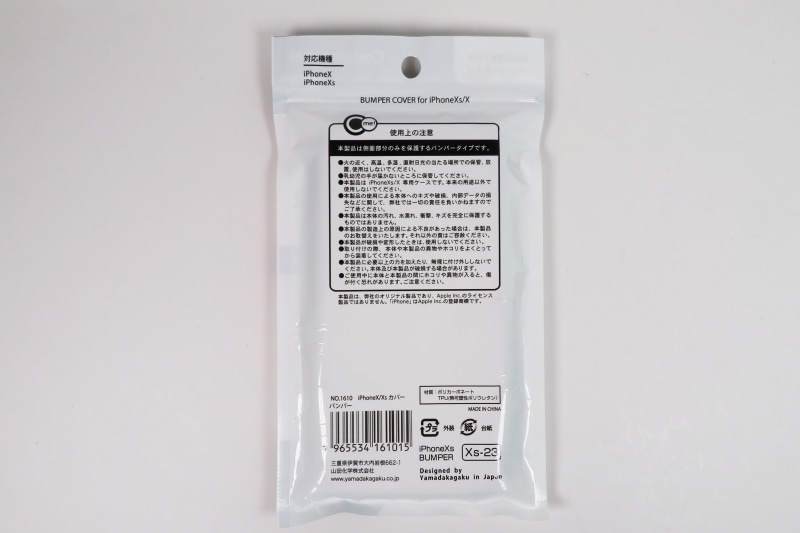 対応機種
iPhoneX
iPhoneXs
BUMPER COVER for iPhoneXs/X
C me!
使用上の注意
本製品は側面部分のみを保護するバンパータイプです。
●火の近く、高温、多湿、直射日光の当たる場所での保管、放
置、使用はしないでください。
●乳幼児の手が届かないところに保管してください。
●本製品は iPhoneXs/X 専用ケースです。本来の用途以外で
使用しないでください。
●本製品の使用による本体へのキズや破損、内部データの損
失などに関して、弊社では一切の責任を負いかねますので
ご了承ください。
●本製品は本体の汚れ、水濡れ、衝撃、キズを完全に保護する
ものではありません。
●本製品の製造上の原因による不良があった場合は、本製品
のお取替えをいたします。それ以外の責はご容赦ください。
●本製品が破損や変形したときは、使用しないでください。
●取り付けの際、本体や本製品の異物やホコリをよくとって
から装着してください。
●本製品に必要以上の力を加えたり、無理に付け外ししないで
ください。本体及び本製品が破損する場合があります。
●ご使用中に本体と本製品の間にホコリや異物が入ると、傷
が付く恐れがあります。ご注意ください。
本製品は、弊社のオリジナル製品であり、Apple Inc.のライセンス
製品ではありません。「iPhone」はApple Inc.の登録商標です。
NO.1610 iPhoneX/Xs カバー
バンパー
965534 161015
三重県伊賀市大内岩根662-1
山田化学株式会社
www.yamadakagaku.co.jp
材質：ポリカーボネート
TPU(熱可塑性ポリウレタン)
MADE IN CHINA
プラ 外装 紙 台紙
iPhoneXs
BUMPER
Xs-23
Designed by
Yamadakagaku in Japan